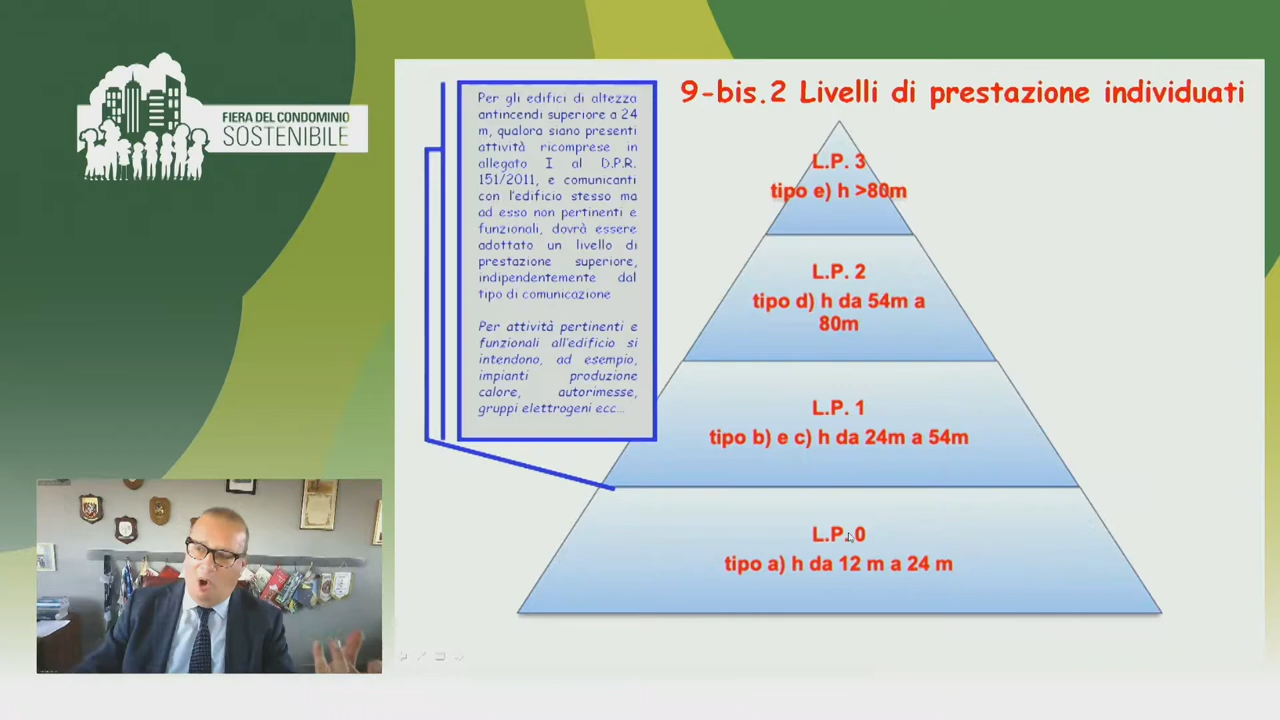 FIERA DEL CONDOMINIO
SOSTENIBILE
9-bis.2 Livelli di prestazione individuati
Per gli edifici di altezza
antincendi superiore a 24
m, qualora siano presenti
attività ricomprese in
allegato I al D.P.R.
151/2011, e comunicanti
con l'edificio stesso ma
ad esso non pertinenti e
funzionali, dovrà essere
adottato un livello di
prestazione superiore,
indipendentemente dal
tipo di comunicazione
Per attività pertinenti e
funzionali all'edificio si
intendono, ad esempio,
impianti produzione
calore, autorimesse,
gruppi elettrogeni ecc...
L.P. 3
tipo e) h >80m
L.P. 2
tipo d) h da 54m a
80m
L.P. 1
tipo b) e c) h da 24m a 54m
L.P. 0
tipo a) h da 12 m a 24 m